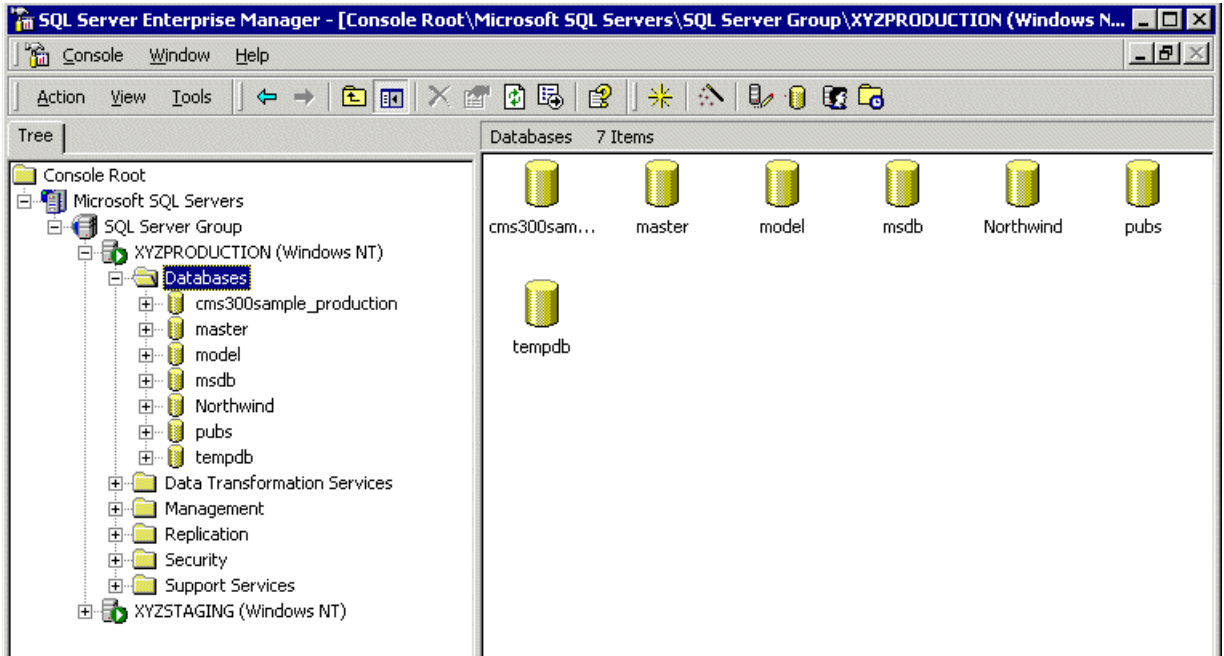 SQL Server Enterprise Manager - [Console Root\Microsoft SQL Servers\SQL Server Group\XYZPRODUCTION (Windows N...
Console Window Help
Action View Tools
Tree
Databases 7 Items
Console Root
Microsoft SQL Servers
SQL Server Group
XYZPRODUCTION (Windows NT)
Databases
cms300sample_production
master
model
msdb
Northwind
pubs
tempdb
Data Transformation Services
Management
Replication
Security
Support Services
XYZSTAGING (Windows NT)
cms300sam... master model msdb Northwind pubs
tempdb